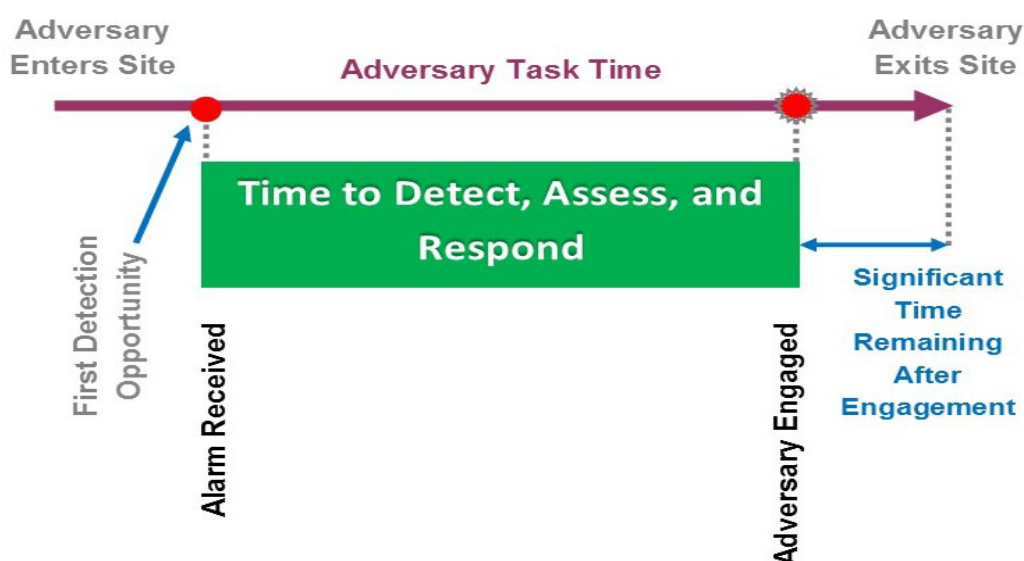 Adversary
Enters Site
Adversary Task Time
Adversary
Exits Site
Time to Detect, Assess, and
Respond
First Detection
Opportunity
Alarm Received
Adversary Engaged
Significant
Time
Remaining
After
Engagement